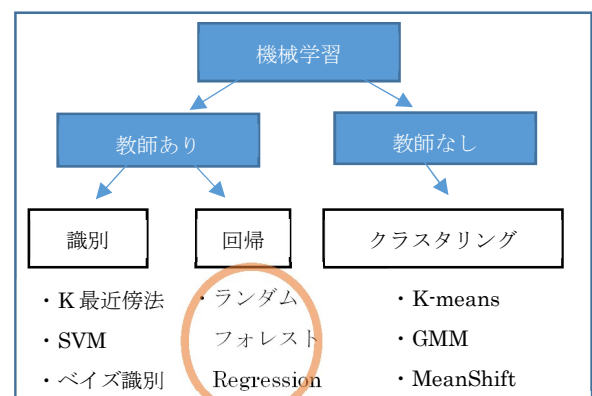 機械学習
教師あり
教師なし
識別
回帰
クラスタリング
・K最近傍法
・SVM
・ベイズ識別
・ランダム
フォレスト
Regression
・K-means
・GMM
・MeanShift